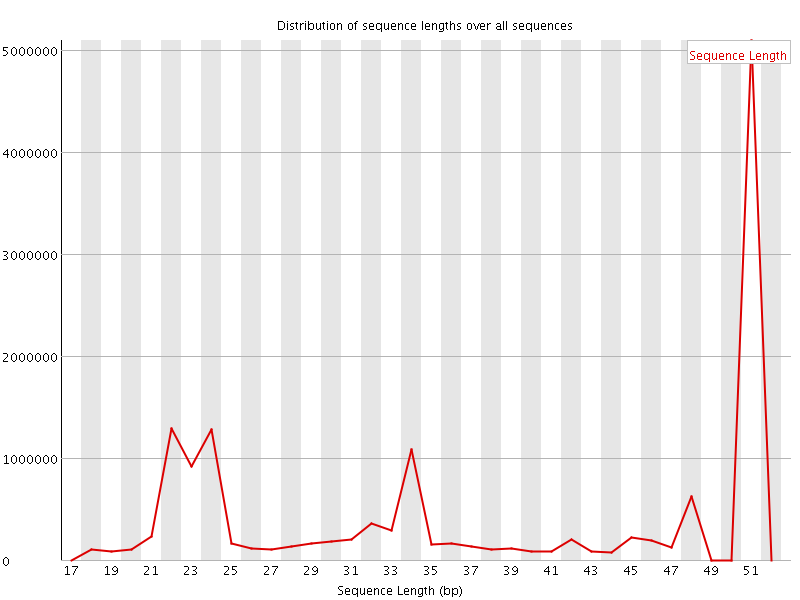 Distribution of sequence lengths over all sequences
Sequence Length
5000000
4000000
3000000
2000000
1000000
0
17 19 21 23 25 27 29 31 33 35 37 39 41 43 45 47 49 51
Sequence Length (bp)